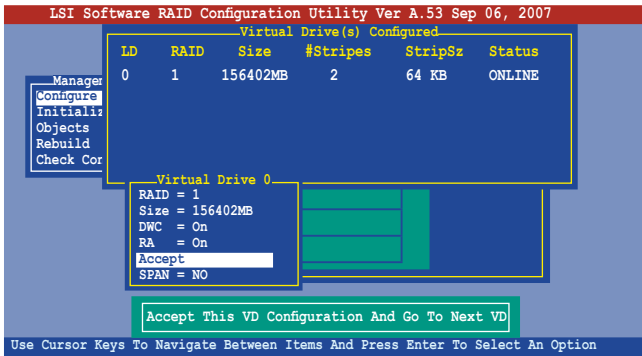 LSI Software RAID Configuration Utility Ver A.53 Sep 06, 2007
Virtual Drive(s) Configured
LD RAID Size #Stripes StripSz Status
0 1 156402MB 2 64 KB ONLINE
Managem
Configure
Initializ
Objects
Rebuild
Check Con
Virtual Drive 0
RAID = 1
Size = 156402MB
DWC = On
RA = On
Accept
SPAN = NO
Accept This VD Configuration And Go To Next VD
Use Cursor Keys To Navigate Between Items And Press Enter To Select An Option